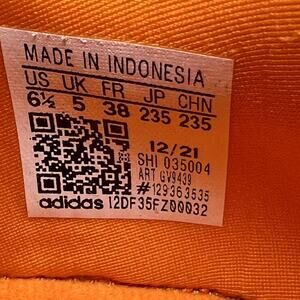 MADE IN INDONESIA
US UK FR JP CHN
6½ 5 38 235 235
12/21
SHI 035004
ART GV9439
#129363535
adidas 12DF35FZ00032